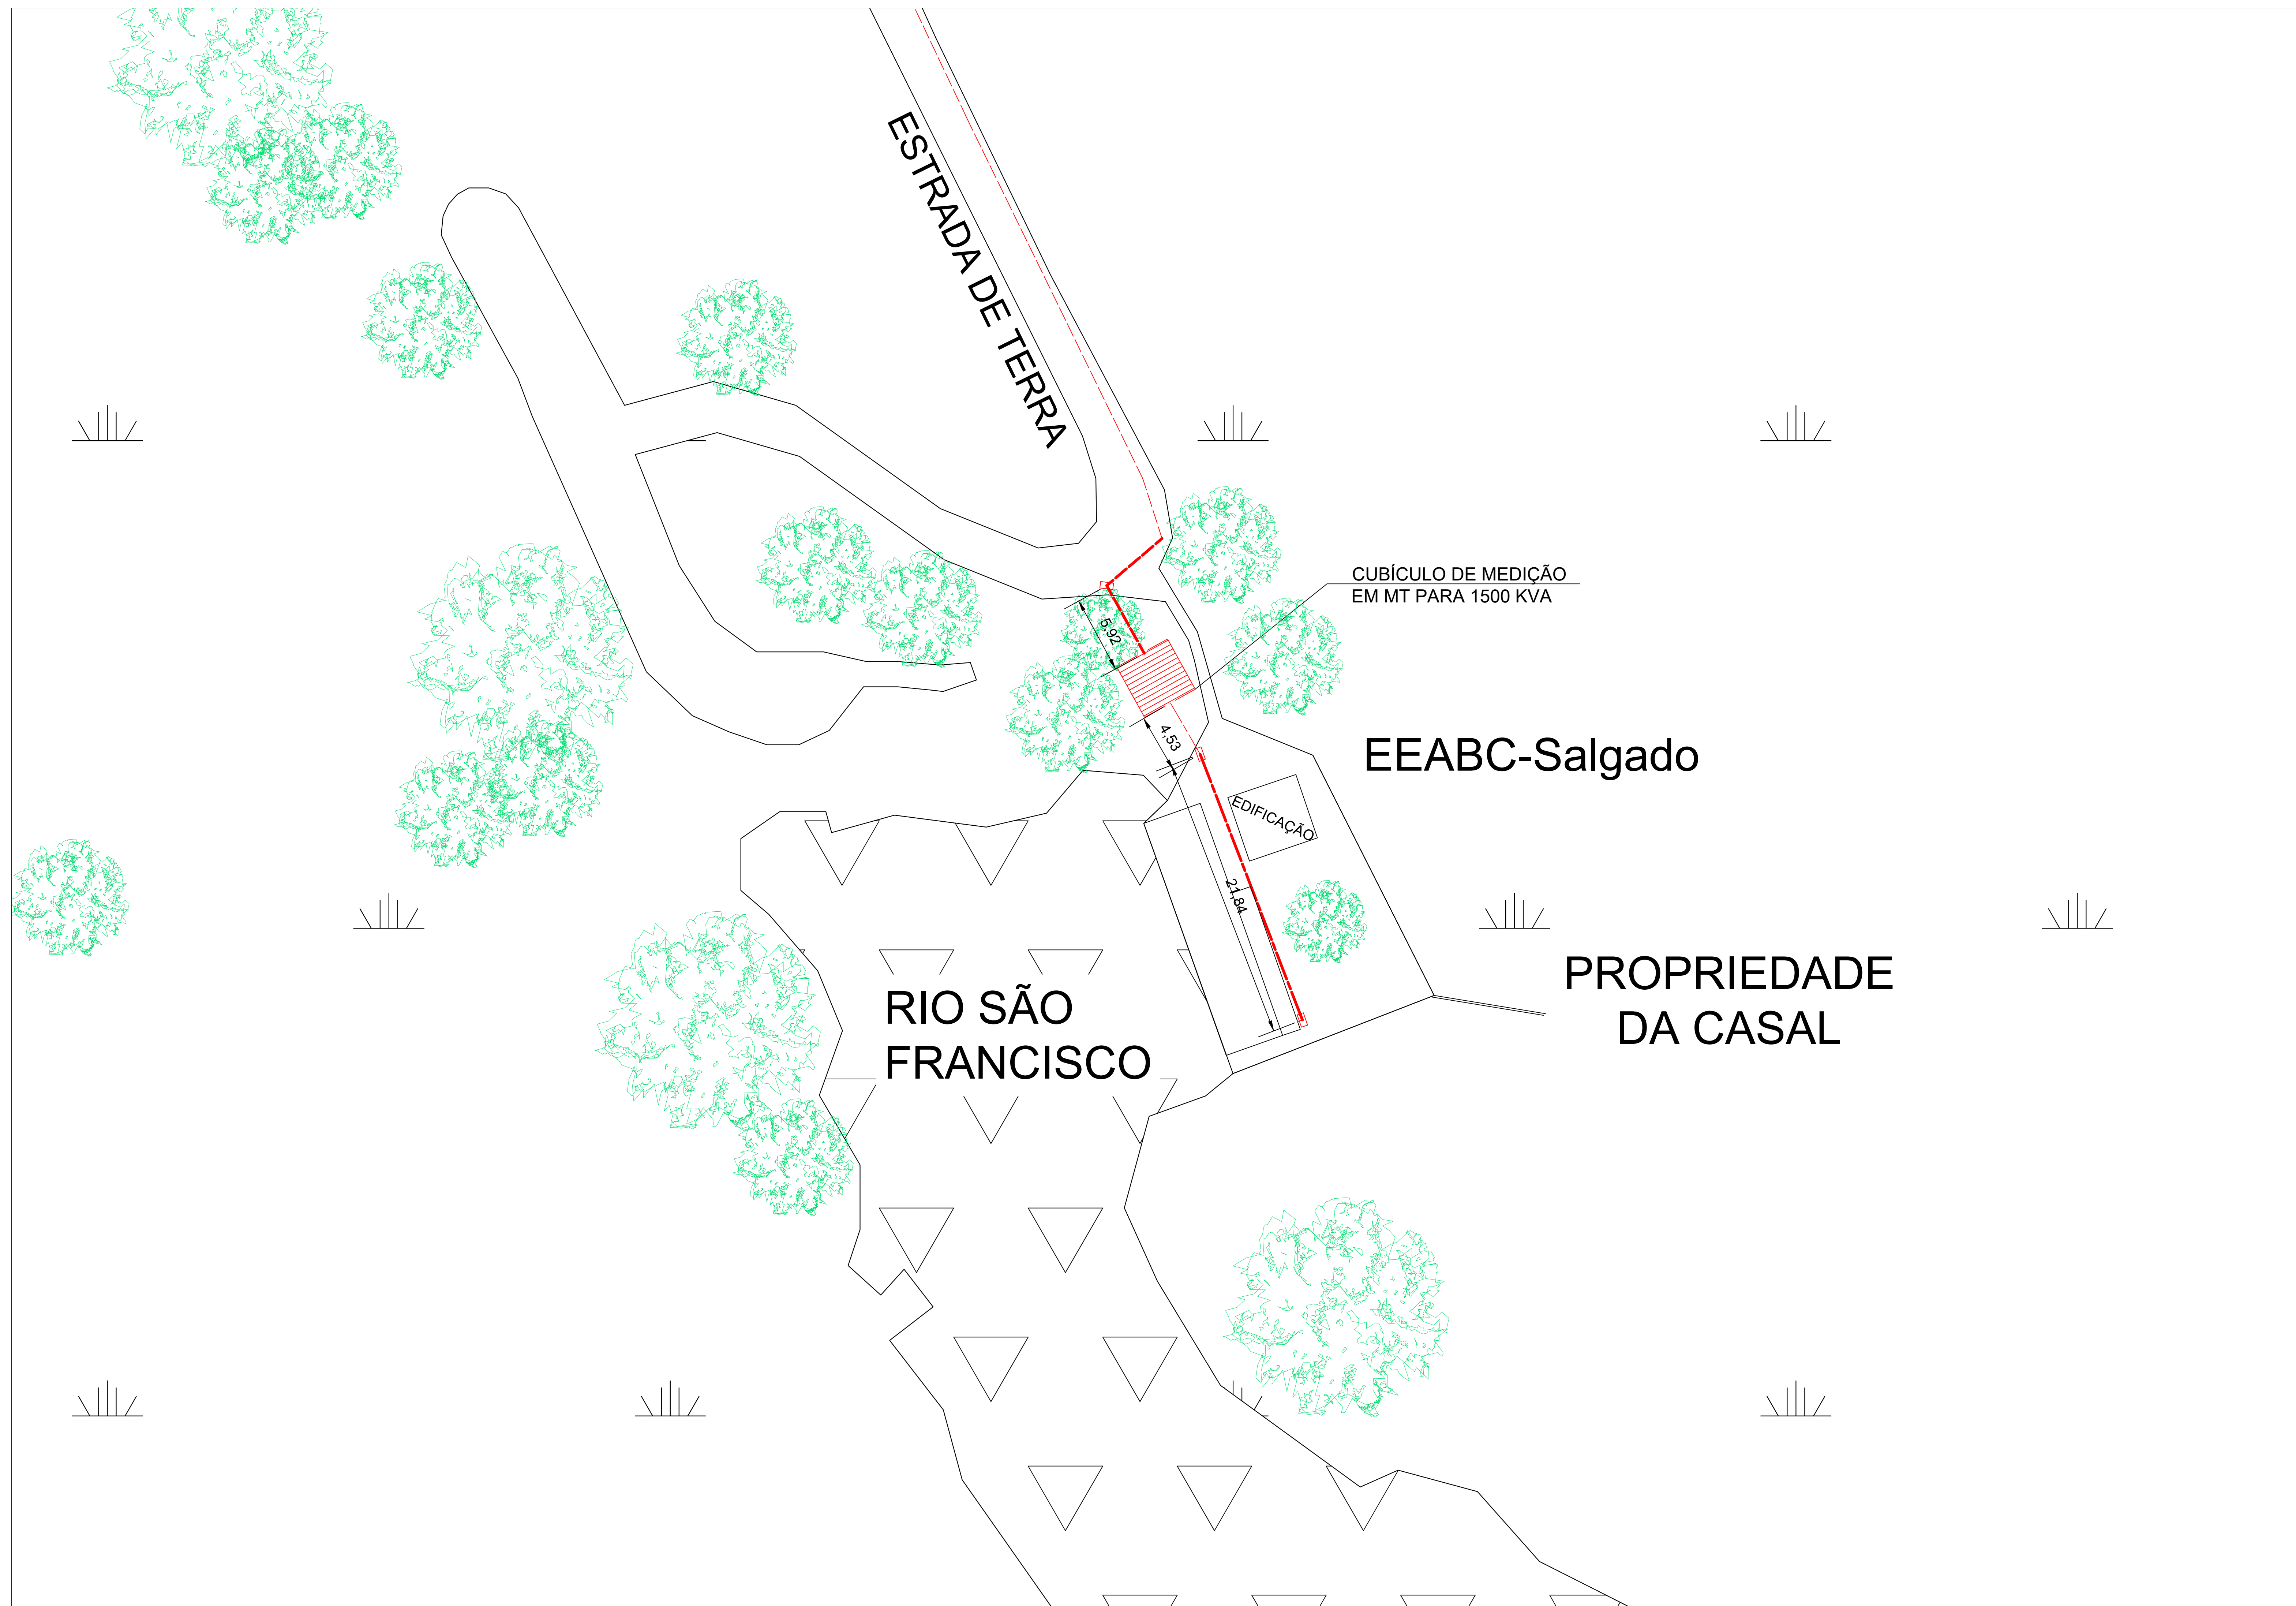 ESTRADA DE TERRA
CUBÍCULO DE MEDIÇÃO
EM MT PARA 1500 KVA
5,92
4,53
EEABC-Salgado
EDIFICAÇÃO
21,84
PROPRIEDADE
DA CASAL
RIO SÃO
FRANCISCO